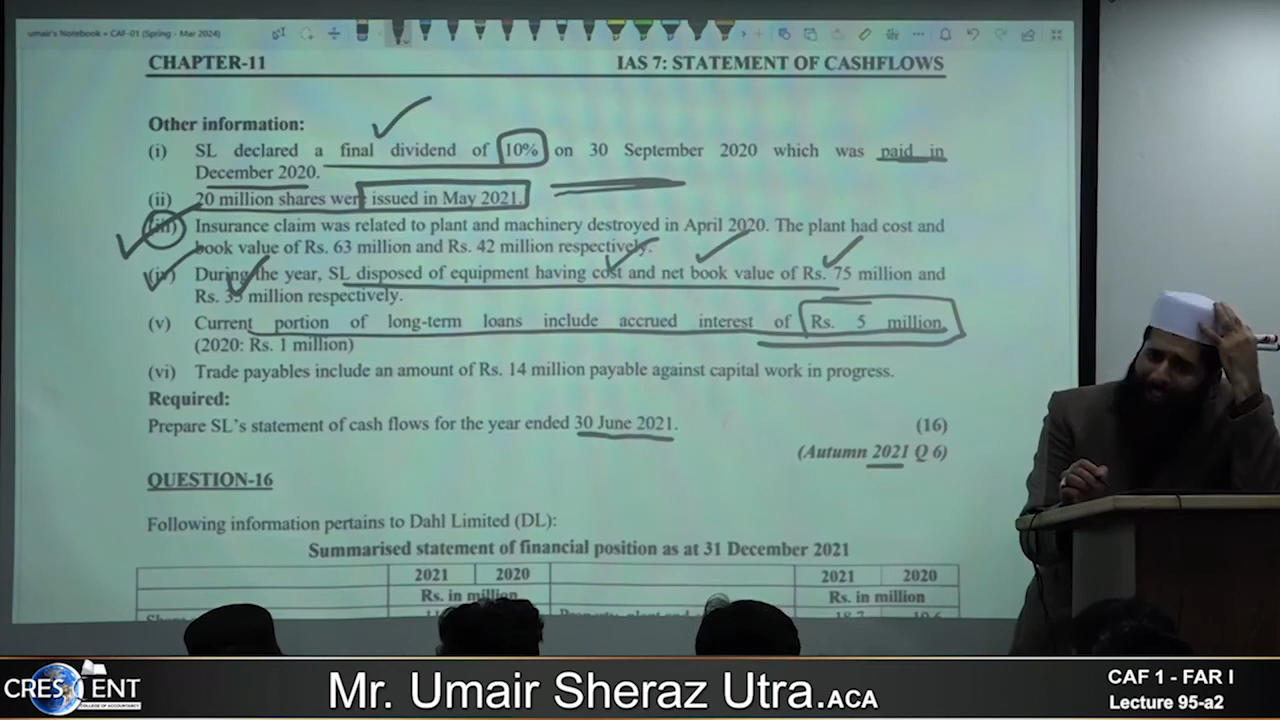 umair's Notebook » CAF-01 (Spring - Mar 2024)
CHAPTER-11 IAS 7: STATEMENT OF CASHFLOWS
Other information:
(i) SL declared a final dividend of 10% on 30 September 2020 which was paid in
December 2020.
(ii) 20 million shares were issued in May 2021.
(iii) Insurance claim was related to plant and machinery destroyed in April 2020. The plant had cost and
book value of Rs. 63 million and Rs. 42 million respectively.
(iv) During the year, SL disposed of equipment having cost and net book value of Rs. 75 million and
Rs. 35 million respectively.
(v) Current portion of long-term loans include accrued interest of Rs. 5 million
(2020: Rs. 1 million)
(vi) Trade payables include an amount of Rs. 14 million payable against capital work in progress.
Required:
Prepare SL's statement of cash flows for the year ended 30 June 2021. (16)
(Autumn 2021 Q 6)
QUESTION-16
Following information pertains to Dahl Limited (DL):
Summarised statement of financial position as at 31 December 2021
2021 2020 2021 2020
Rs. in million Rs. in million
CRESCENT
COLLEGE OF ACCOUNTANCY
Mr. Umair Sheraz Utra.ACA
CAF 1 - FAR I
Lecture 95-a2